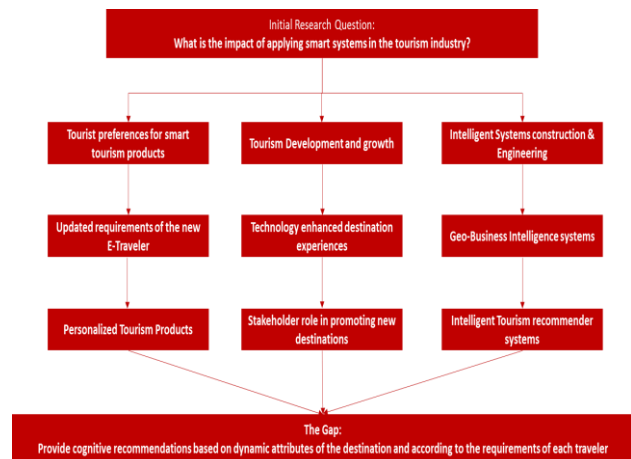 Initial Research Question:
What is the impact of applying smart systems in the tourism industry?
Tourist preferences for smart
tourism products
Tourism Development and growth
Intelligent Systems construction &
Engineering
Updated requirements of the new
E-Traveler
Technology enhanced destination
experiences
Geo-Business Intelligence systems
Personalized Tourism Products
Stakeholder role in promoting new
destinations
Intelligent Tourism recommender
systems
The Gap:
Provide cognitive recommendations based on dynamic attributes of the destination and according to the requirements of each traveler